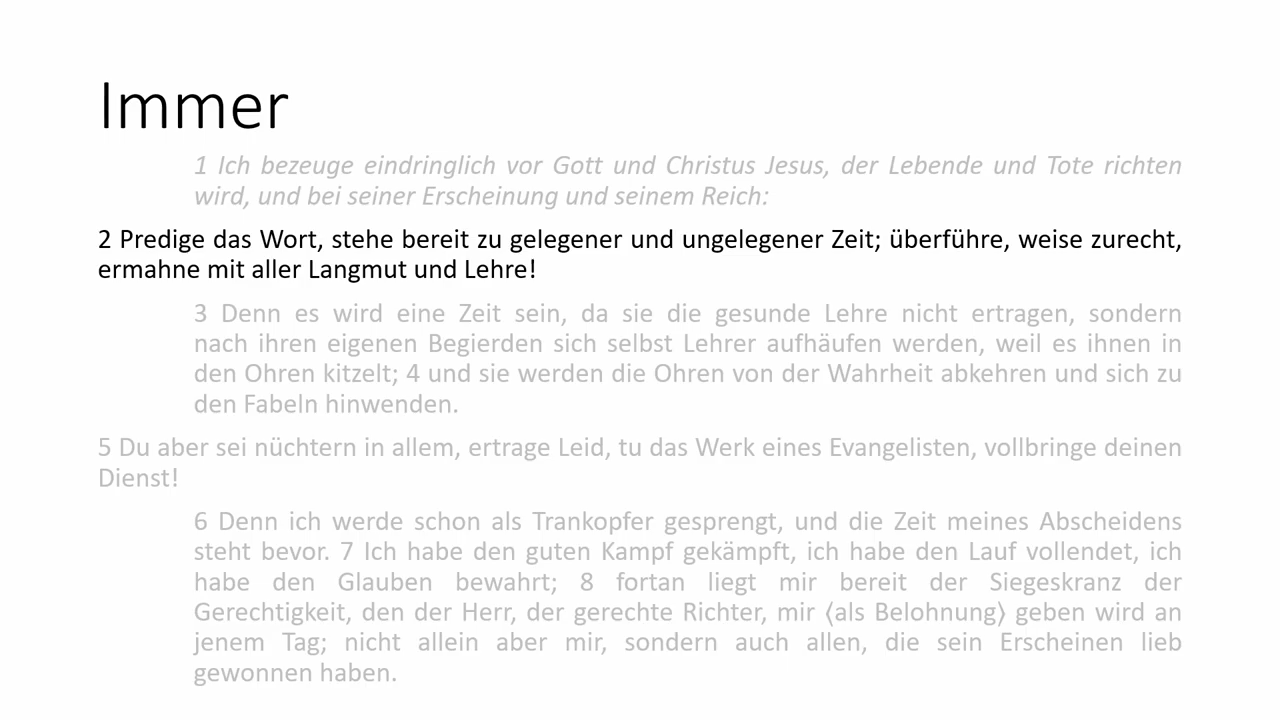 Immer
1 Ich bezeuge eindringlich vor Gott und Christus Jesus, der Lebende und Tote richten
wird, und bei seiner Erscheinung und seinem Reich:
2 Predige das Wort, stehe bereit zu gelegener und ungelegener Zeit; überführe, weise zurecht,
ermahne mit aller Langmut und Lehre!
3 Denn es wird eine Zeit sein, da sie die gesunde Lehre nicht ertragen, sondern
nach ihren eigenen Begierden sich selbst Lehrer aufhäufen werden, weil es ihnen in
den Ohren kitzelt; 4 und sie werden die Ohren von der Wahrheit abkehren und sich zu
den Fabeln hinwenden.
5 Du aber sei nüchtern in allem, ertrage Leid, tu das Werk eines Evangelisten, vollbringe deinen
Dienst!
6 Denn ich werde schon als Trankopfer gesprengt, und die Zeit meines Abscheidens
steht bevor. 7 Ich habe den guten Kampf gekämpft, ich habe den Lauf vollendet, ich
habe den Glauben bewahrt; 8 fortan liegt mir bereit der Siegeskranz der
Gerechtigkeit, den der Herr, der gerechte Richter, mir ⟨als Belohnung⟩ geben wird an
jenem Tag; nicht allein aber mir, sondern auch allen, die sein Erscheinen lieb
gewonnen haben.